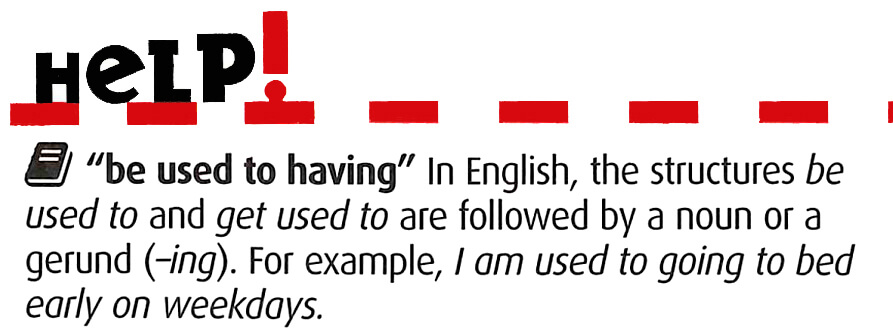 HeLP!
"be used to having" In English, the structures be
used to and get used to are followed by a noun or a
gerund (–ing). For example, I am used to going to bed
early on weekdays.